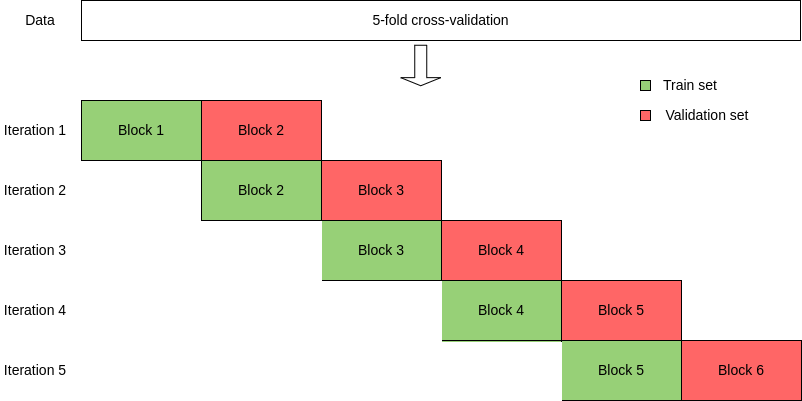 Data
5-fold cross-validation
Train set
Validation set
Iteration 1
Block 1
Block 2
Iteration 2
Block 2
Block 3
Iteration 3
Block 3
Block 4
Iteration 4
Block 4
Block 5
Iteration 5
Block 5
Block 6